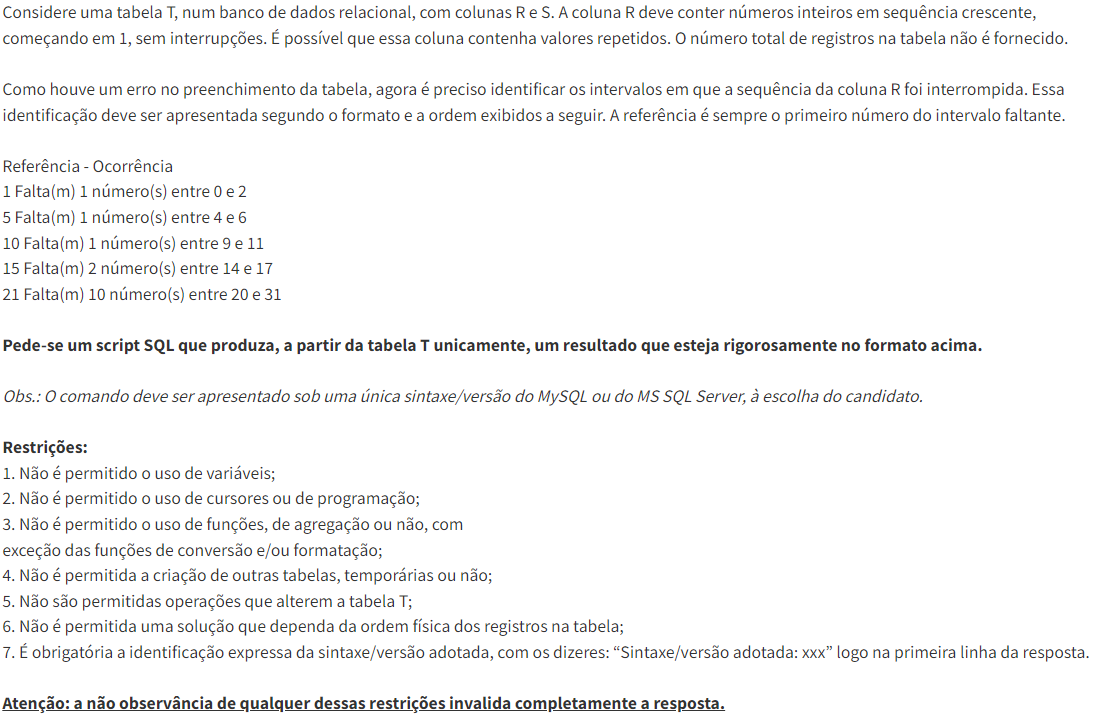 Considere uma tabela T, num banco de dados relacional, com colunas R e S. A coluna R deve conter números inteiros em sequência crescente,
começando em 1, sem interrupções. É possível que essa coluna contenha valores repetidos. O número total de registros na tabela não é fornecido.
Como houve um erro no preenchimento da tabela, agora é preciso identificar os intervalos em que a sequência da coluna R foi interrompida. Essa
identificação deve ser apresentada segundo o formato e a ordem exibidos a seguir. A referência é sempre o primeiro número do intervalo faltante.
Referência - Ocorrência
1 Falta(m) 1 número(s) entre 0 e 2
5 Falta(m) 1 número(s) entre 4 e 6
10 Falta(m) 1 número(s) entre 9 e 11
15 Falta(m) 2 número(s) entre 14 e 17
21 Falta(m) 10 número(s) entre 20 e 31
Pede-se um script SQL que produza, a partir da tabela T unicamente, um resultado que esteja rigorosamente no formato acima.
Obs.: O comando deve ser apresentado sob uma única sintaxe/versão do MySQL ou do MS SQL Server, à escolha do candidato.
Restrições:
1. Não é permitido o uso de variáveis;
2. Não é permitido o uso de cursores ou de programação;
3. Não é permitido o uso de funções, de agregação ou não, com
exceção das funções de conversão e/ou formatação;
4. Não é permitida a criação de outras tabelas, temporárias ou não;
5. Não são permitidas operações que alterem a tabela T;
6. Não é permitida uma solução que dependa da ordem física dos registros na tabela;
7. É obrigatória a identificação expressa da sintaxe/versão adotada, com os dizeres: “Sintaxe/versão adotada: xxx” logo na primeira linha da resposta.
Atenção: a não observância de qualquer dessas restrições invalida completamente a resposta.